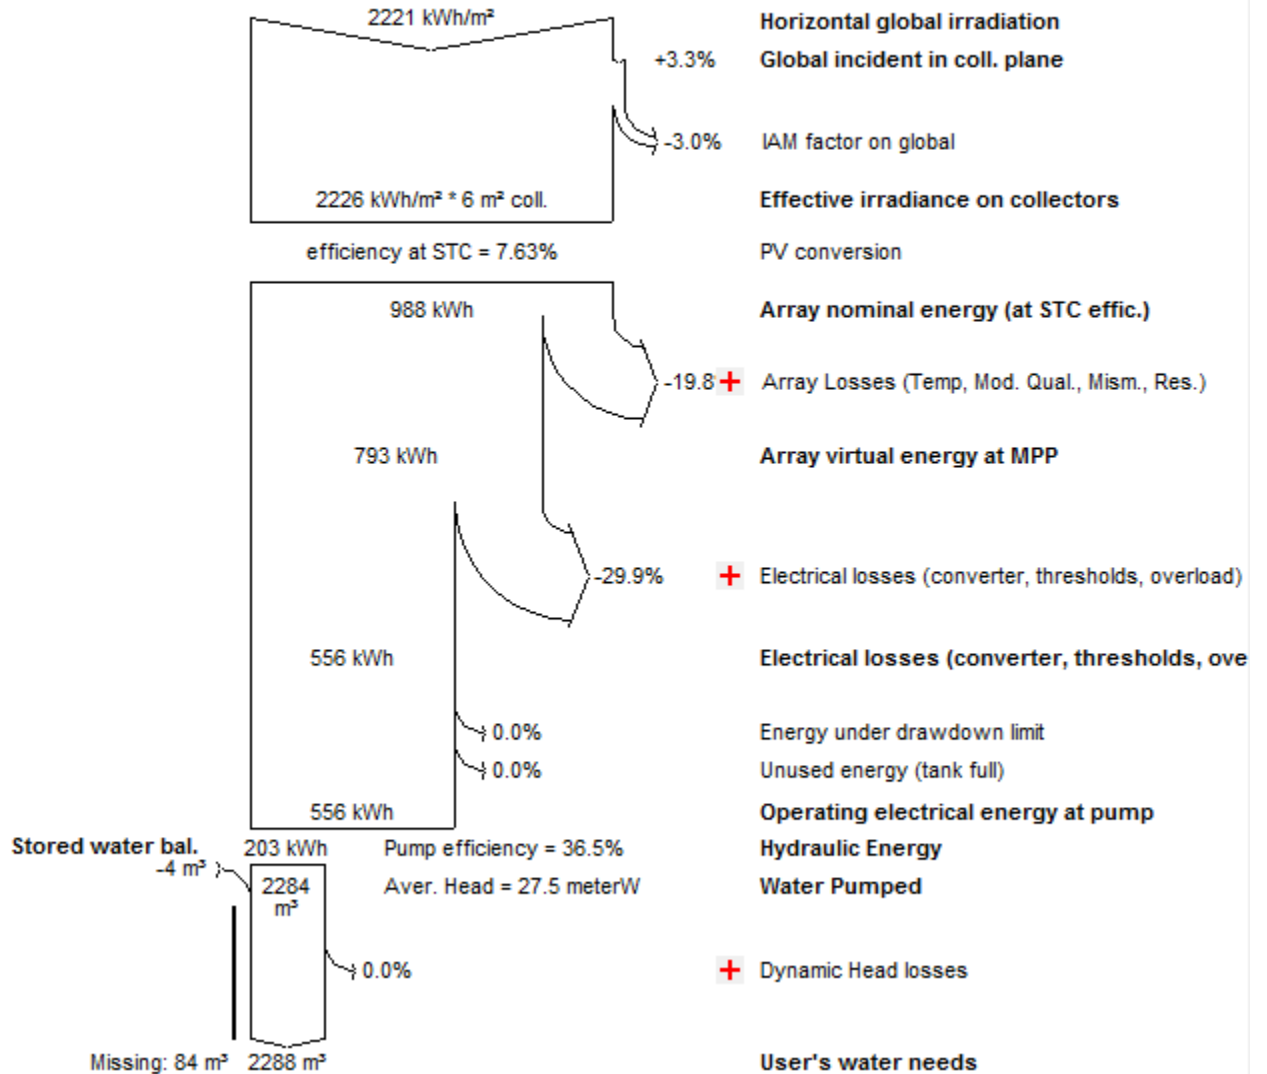 2221 kWh/m² Horizontal global irradiation
+3.3% Global incident in coll. plane
-3.0% IAM factor on global
2226 kWh/m² * 6 m² coll. Effective irradiance on collectors
efficiency at STC = 7.63% PV conversion
988 kWh Array nominal energy (at STC effic.)
-19.8 Array Losses (Temp, Mod. Qual., Mism., Res.)
793 kWh Array virtual energy at MPP
-29.9% Electrical losses (converter, thresholds, overload)
556 kWh Electrical losses (converter, thresholds, ove
0.0% Energy under drawdown limit
0.0% Unused energy (tank full)
556 kWh Operating electrical energy at pump
Stored water bal. 203 kWh Pump efficiency = 36.5% Hydraulic Energy
-4 m³
2284 Aver. Head = 27.5 meterW Water Pumped
m³
0.0% Dynamic Head losses
Missing: 84 m³ 2288 m³ User's water needs